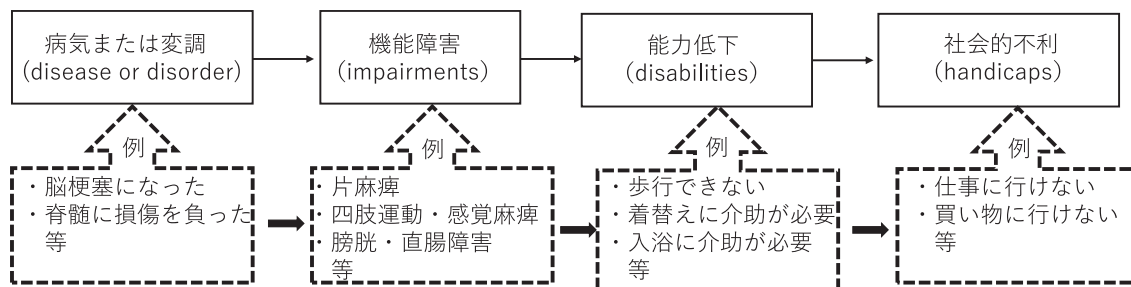 病気または変調
(disease or disorder)
機能障害
(impairments)
能力低下
(disabilities)
社会的不利
(handicaps)
例
・脳梗塞になった
・脊髄に損傷を負った
等
例
・片麻痺
・四肢運動・感覚麻痺
・膀胱・直腸障害
等
例
・歩行できない
・着替えに介助が必要
・入浴に介助が必要
等
例
・仕事に行けない
・買い物に行けない
等